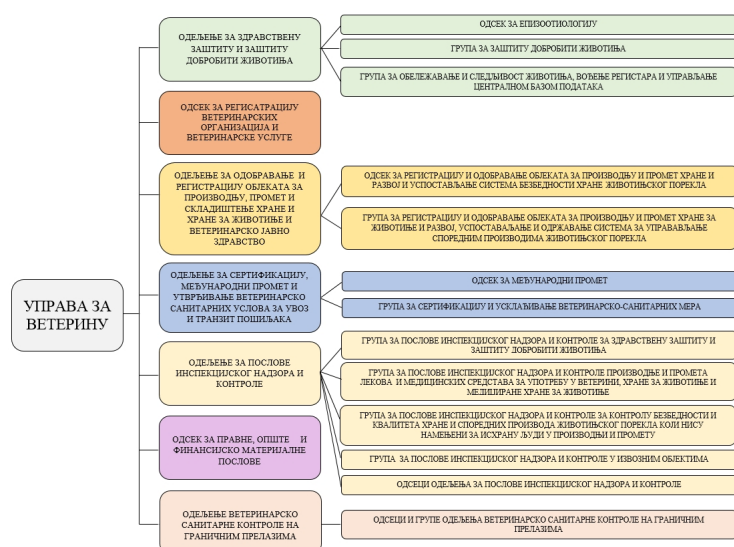 УПРАВА ЗА
ВЕТЕРИНУ
ОДЕЉЕЊЕ ЗА ЗДРАВСТВЕНУ
ЗАШТИТУ И ЗАШТИТУ
ДОБРОБИТИ ЖИВОТИЊА
ОДСЕК ЗА ЕПИЗООТИОЛОГИЈУ
ГРУПА ЗА ЗАШТИТУ ДОБРОБИТИ ЖИВОТИЊА
ГРУПА ЗА ОБЕЛЕЖАВАЊЕ И СЛЕДЉИВОСТ ЖИВОТИЊА, ВОЂЕЊЕ РЕГИСТАРА И УПРАВЉАЊЕ
ЦЕНТРАЛНОМ БАЗОМ ПОДАТАКА
ОДСЕК ЗА РЕГИСАТРАЦИЈУ
ВЕТЕРИНАРСКИХ
ОРГАНИЗАЦИЈА И
ВЕТЕРИНАРСКЕ УСЛУГЕ
ОДЕЉЕЊЕ ЗА ОДОБРАВАЊЕ И
РЕГИСТРАЦИЈУ ОБЈЕКАТА ЗА
ПРОИЗВОДЊУ, ПРОМЕТ И
СКЛАДИШТЕЊЕ ХРАНЕ И
ХРАНЕ ЗА ЖИВОТИЊЕ И
ВЕТЕРИНАРСКО ЈАВНО
ЗДРАВСТВО
ОДСЕК ЗА РЕГИСТРАЦИЈУ И ОДОБРАВАЊЕ ОБЈЕКАТА ЗА ПРОИЗВОДЊУ И ПРОМЕТ ХРАНЕ И
РАЗВОЈ И УСПОСТАВЉАЊЕ СИСТЕМА БЕЗБЕДНОСТИ ХРАНЕ ЖИВОТИЊСКОГ ПОРЕКЛА
ГРУПА ЗА РЕГИСТРАЦИЈУ И ОДОБРАВАЊЕ ОБЈЕКАТА ЗА ПРОИЗВОДЊУ И ПРОМЕТ ХРАНЕ ЗА
ЖИВОТИЊЕ И РАЗВОЈ, УСПОСТАВАЉАЊЕ И ОДРЖАВАЊЕ СИСТЕМА ЗА УПРАВАВЉАЊЕ
СПОРЕДНИМ ПРОИЗВОДИМА ЖИВОТИЊСКОГ ПОРЕКЛА
ОДЕЉЕЊЕ ЗА СЕРТИФИКАЦИЈУ,
МЕЂУНАРОДНИ ПРОМЕТ И
УТВРЂИВАЊЕ ВЕТЕРИНАРСКО
САНИТАРНИХ УСЛОВА ЗА УВОЗ
И ТРАНЗИТ ПОШИЉАКА
ОДСЕК ЗА МЕЂУНАРОДНИ ПРОМЕТ
ГРУПА ЗА СЕРТИФИКАЦИЈУ И УСКЛАЂИВАЊЕ ВЕТЕРИНАРСКО-САНИТАРНИХ МЕРА
ОДЕЉЕЊЕ ЗА ПОСЛОВЕ
ИНСПЕКЦИЈСКОГ НАДЗОРА И
КОНТРОЛЕ
ГРУПА ЗА ПОСЛОВЕ ИНСПЕКЦИЈСКОГ НАДЗОРА И КОНТРОЛЕ ЗА ЗДРАВСТВЕНУ ЗАШТИТУ И
ЗАШТИТУ ДОБРОБИТИ ЖИВОТИЊА
ГРУПА ЗА ПОСЛОВЕ ИНСПЕКЦИЈСКОГ НАДЗОРА И КОНТРОЛЕ ПРОИЗВОДЊЕ И ПРОМЕТА
ЛЕКОВА И МЕДИЦИНСКИХ СРЕДСТАВА ЗА УПОТРЕБУ У ВЕТЕРИНИ, ХРАНЕ ЗА ЖИВОТИЊЕ И
МЕДИЦИРАНЕ ХРАНЕ ЗА ЖИВОТИЊЕ
ГРУПА ЗА ПОСЛОВЕ ИНСПЕКЦИЈСКОГ НАДЗОРА И КОНТРОЛЕ ЗА КОНТРОЛУ БЕЗБЕДНОСТИ И
КВАЛИТЕТА ХРАНЕ И СПОРЕДНИХ ПРОИЗВОДА ЖИВОТИЊСКОГ ПОРЕКЛА КОЈИ НИСУ
НАМЕЊЕНИ ЗА ИСХРАНУ ЉУДИ У ПРОИЗВОДЊИ И ПРОМЕТУ
ГРУПА ЗА ПОСЛОВЕ ИНСПЕКЦИЈСКОГ НАДЗОРА И КОНТРОЛЕ У ИЗВОЗНИМ ОБЈЕКТИМА
ОДСЕЦИ ОДЕЉЕЊА ЗА ПОСЛОВЕ ИНСПЕКЦИЈСКОГ НАДЗОРА И КОНТРОЛЕ
ОДСЕК ЗА ПРАВНЕ, ОПШТЕ И
ФИНАНСИЈСКО МАТЕРИЈАЛНЕ
ПОСЛОВЕ
ОДЕЉЕЊЕ ВЕТЕРИНАРСКО
САНИТАРНЕ КОНТРОЛЕ НА
ГРАНИЧНИМ ПРЕЛАЗИМА
ОДСЕЦИ И ГРУПЕ ОДЕЉЕЊА ВЕТЕРИНАРСКО САНИТАРНЕ КОНТРОЛЕ НА ГРАНИЧНИМ
ПРЕЛАЗИМА